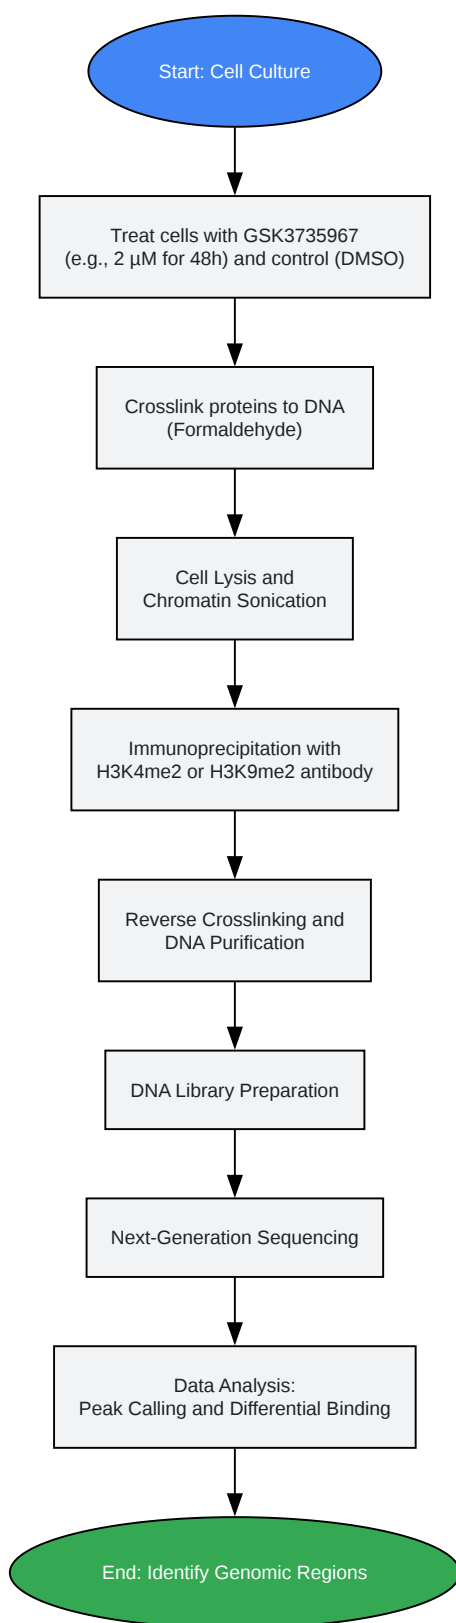 Start: Cell Culture
Treat cells with GSK3735967
(e.g., 2 µM for 48h) and control (DMSO)
Crosslink proteins to DNA
(Formaldehyde)
Cell Lysis and
Chromatin Sonication
Immunoprecipitation with
H3K4me2 or H3K9me2 antibody
Reverse Crosslinking and
DNA Purification
DNA Library Preparation
Next-Generation Sequencing
Data Analysis:
Peak Calling and Differential Binding
End: Identify Genomic Regions